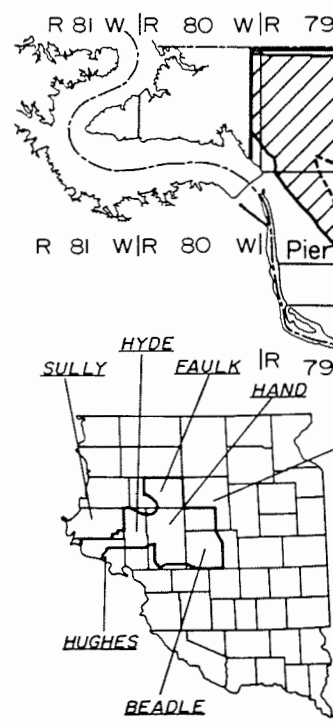 R 81 W|R 80 W|R 79
R 81 W|R 80 W|
Pier
|R 79
HYDE
SULLY
FAULK
HAND
HUGHES
BEADLE